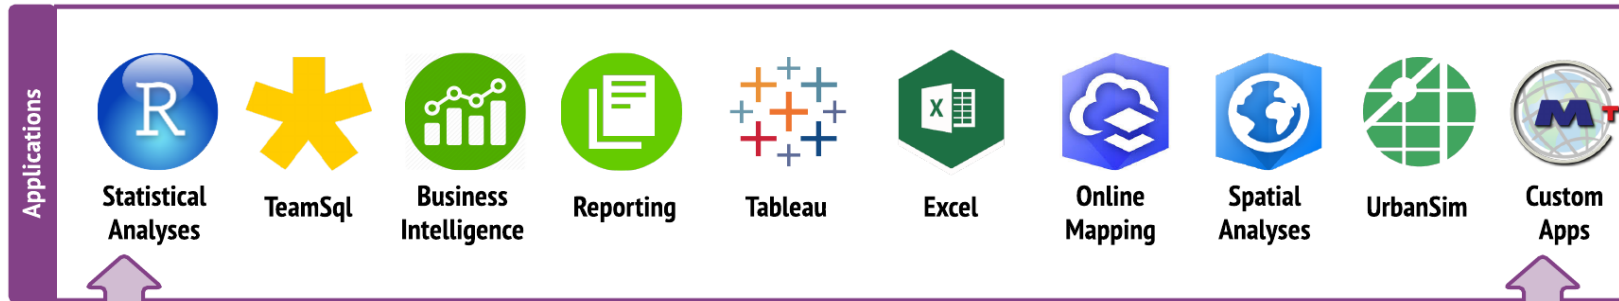 Applications
R
X
M T
Statistical
Analyses
TeamSql
Business
Intelligence
Reporting
Tableau
Excel
Online
Mapping
Spatial
Analyses
UrbanSim
Custom
Apps